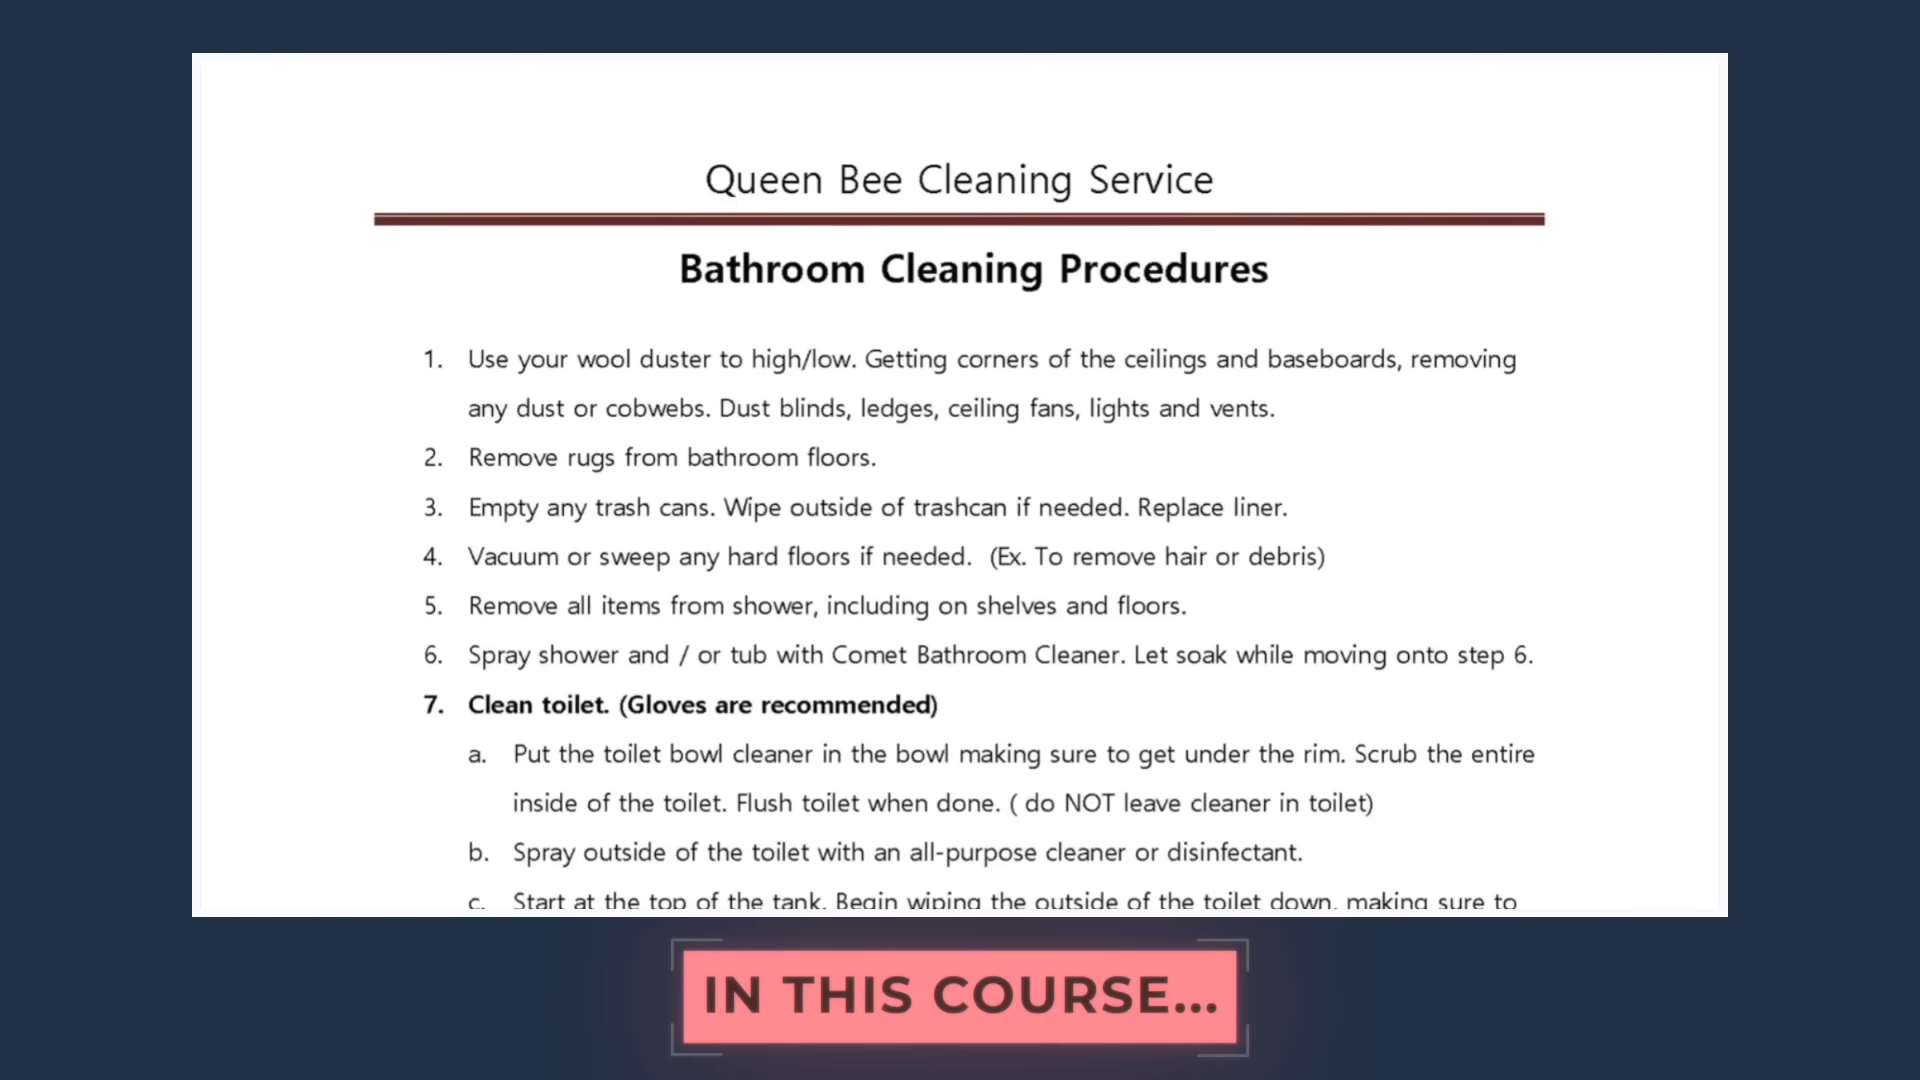 Queen Bee Cleaning Service
Bathroom Cleaning Procedures
1. Use your wool duster to high/low. Getting corners of the ceilings and baseboards, removing
any dust or cobwebs. Dust blinds, ledges, ceiling fans, lights and vents.
2. Remove rugs from bathroom floors.
3. Empty any trash cans. Wipe outside of trashcan if needed. Replace liner.
4. Vacuum or sweep any hard floors if needed.  (Ex. To remove hair or debris)
5. Remove all items from shower, including on shelves and floors.
6. Spray shower and / or tub with Comet Bathroom Cleaner. Let soak while moving onto step 6.
7. Clean toilet. (Gloves are recommended)
a. Put the toilet bowl cleaner in the bowl making sure to get under the rim. Scrub the entire
inside of the toilet. Flush toilet when done. ( do NOT leave cleaner in toilet)
b. Spray outside of the toilet with an all-purpose cleaner or disinfectant.
c. Start at the top of the tank. Begin wiping the outside of the toilet down, making sure to
IN THIS COURSE...